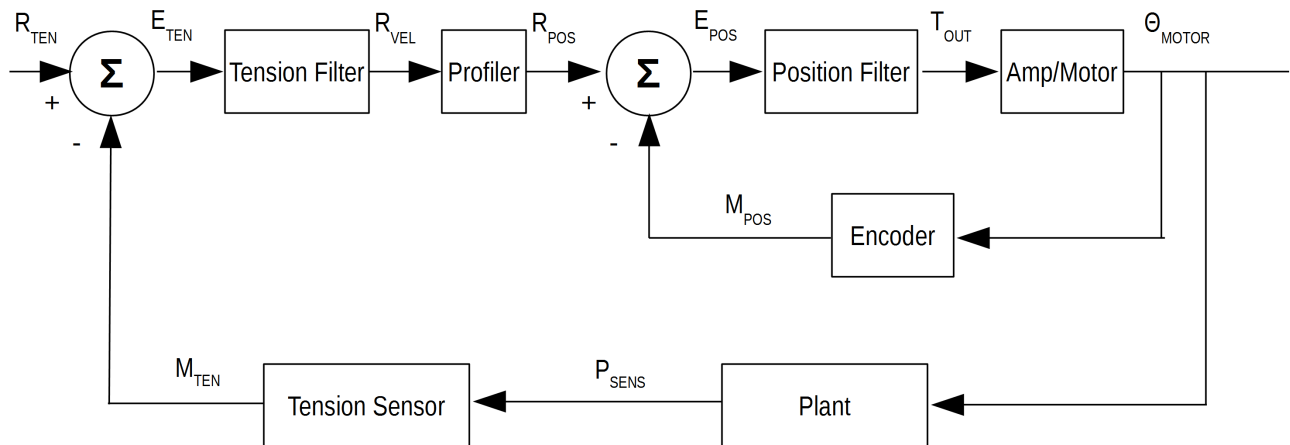 R_TEN E_TEN R_VEL R_POS E_POS T_OUT Θ_MOTOR
Σ Tension Filter Profiler Σ Position Filter Amp/Motor
+ +
- -
M_POS
Encoder
M_TEN P_SENS
Tension Sensor Plant